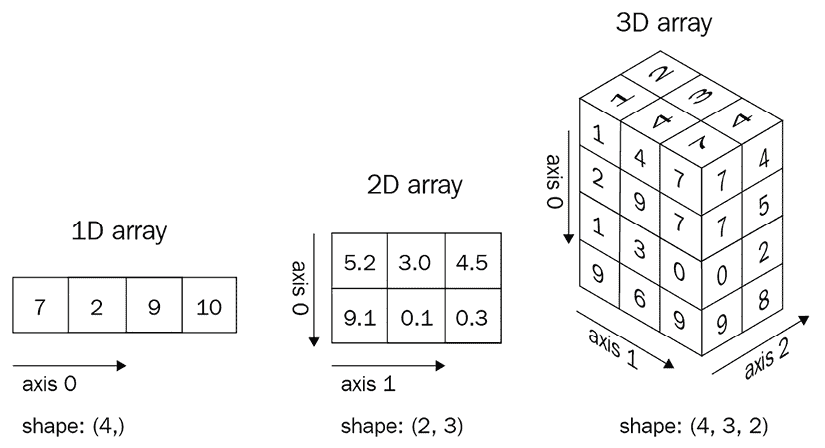 1D array
7 2 9 10
axis 0
shape: (4,)
2D array
axis 0
5.2 3.0 4.5
9.1 0.1 0.3
axis 1
shape: (2, 3)
3D array
2
1 3
4 4
7
axis 0
1 4 7 7 4
2 9 7 7 5
1 3 0 0 2
9 6 9 9 8
axis 1
axis 2
shape: (4, 3, 2)